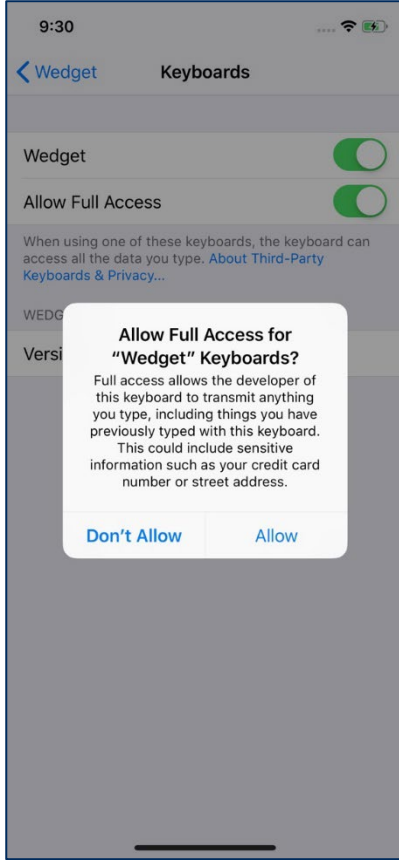 9:30
Wedget
Keyboards
Wedget
Allow Full Access
When using one of these keyboards, the keyboard can
access all the data you type. About Third-Party
Keyboards & Privacy...
WEDG
Versi
Allow Full Access for
“Wedget” Keyboards?
Full access allows the developer of
this keyboard to transmit anything
you type, including things you have
previously typed with this keyboard.
This could include sensitive
information such as your credit card
number or street address.
Don’t Allow
Allow